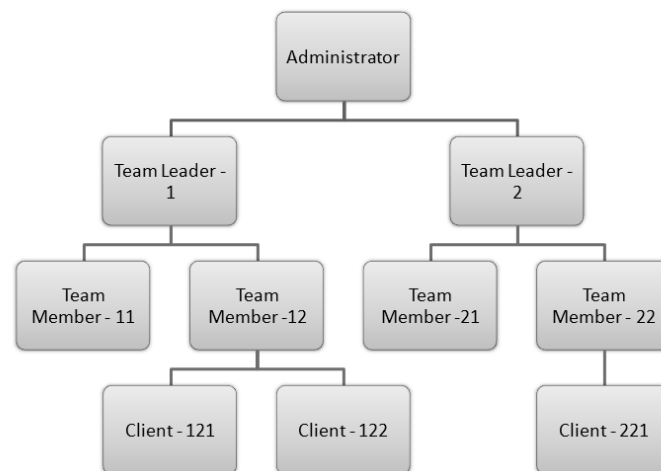 Administrator
Team Leader -
1
Team Leader -
2
Team
Member - 11
Team
Member -12
Team
Member -21
Team
Member - 22
Client - 121
Client - 122
Client - 221